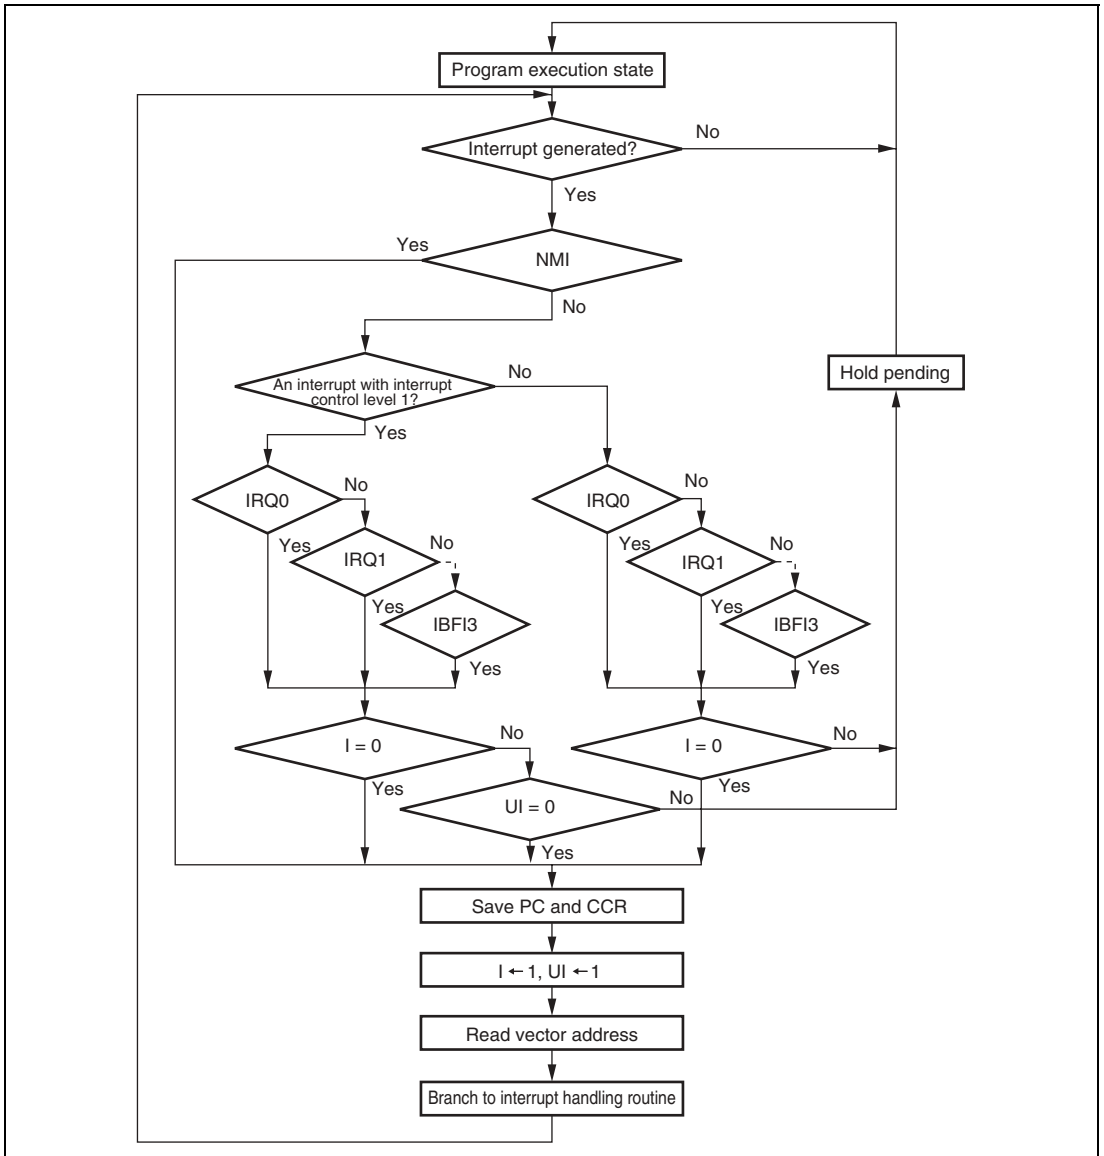 Program execution state
Interrupt generated?
No
Yes
Yes
NMI
No
Hold pending
An interrupt with interrupt
control level 1?
No
Yes
IRQ0
No
IRQ0
No
Yes
IRQ1
No
Yes
IRQ1
No
Yes
IBFI3
Yes
IBFI3
Yes
Yes
I = 0
No
I = 0
No
Yes
UI = 0
No
Yes
Yes
Save PC and CCR
I ← 1, UI ← 1
Read vector address
Branch to interrupt handling routine